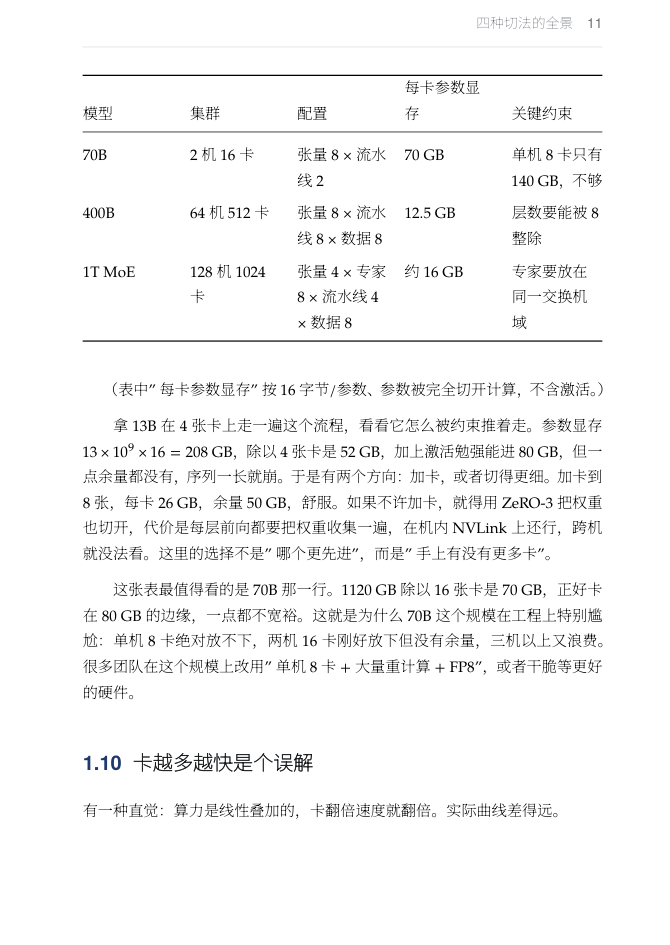 四种切法的全景 11
模型 集群 配置 每卡参数显存 关键约束
70B 2 机 16 卡 张量 8 × 流水线 2 70 GB 单机 8 卡只有 140 GB，不够
400B 64 机 512 卡 张量 8 × 流水线 8 × 数据 8 12.5 GB 层数要能被 8 整除
1T MoE 128 机 1024 卡 张量 4 × 专家 8 × 流水线 4 × 数据 8 约 16 GB 专家要放在同一交换机域
（表中” 每卡参数显存” 按 16 字节/参数、参数被完全切开计算，不含激活。）
拿 13B 在 4 张卡上走一遍这个流程，看看它怎么被约束推着走。参数显存
13 × 10⁹ × 16 = 208 GB，除以 4 张卡是 52 GB，加上激活勉强能进 80 GB，但一
点余量都没有，序列一长就崩。于是有两个方向：加卡，或者切得更细。加卡到
8 张，每卡 26 GB，余量 50 GB，舒服。如果不许加卡，就得用 ZeRO-3 把权重
也切开，代价是每层前向都要把权重收集一遍，在机内 NVLink 上还行，跨机
就没法看。这里的选择不是” 哪个更先进”，而是” 手上有没有更多卡”。
这张表最值得看的是 70B 那一行。1120 GB 除以 16 张卡是 70 GB，正好卡
在 80 GB 的边缘，一点都不宽裕。这就是为什么 70B 这个规模在工程上特别尴
尬：单机 8 卡绝对放不下，两机 16 卡刚好放下但没有余量，三机以上又浪费。
很多团队在这个规模上改用” 单机 8 卡 + 大量重计算 + FP8”，或者干脆等更好
的硬件。
1.10 卡越多越快是个误解
有一种直觉：算力是线性叠加的，卡翻倍速度就翻倍。实际曲线差得远。